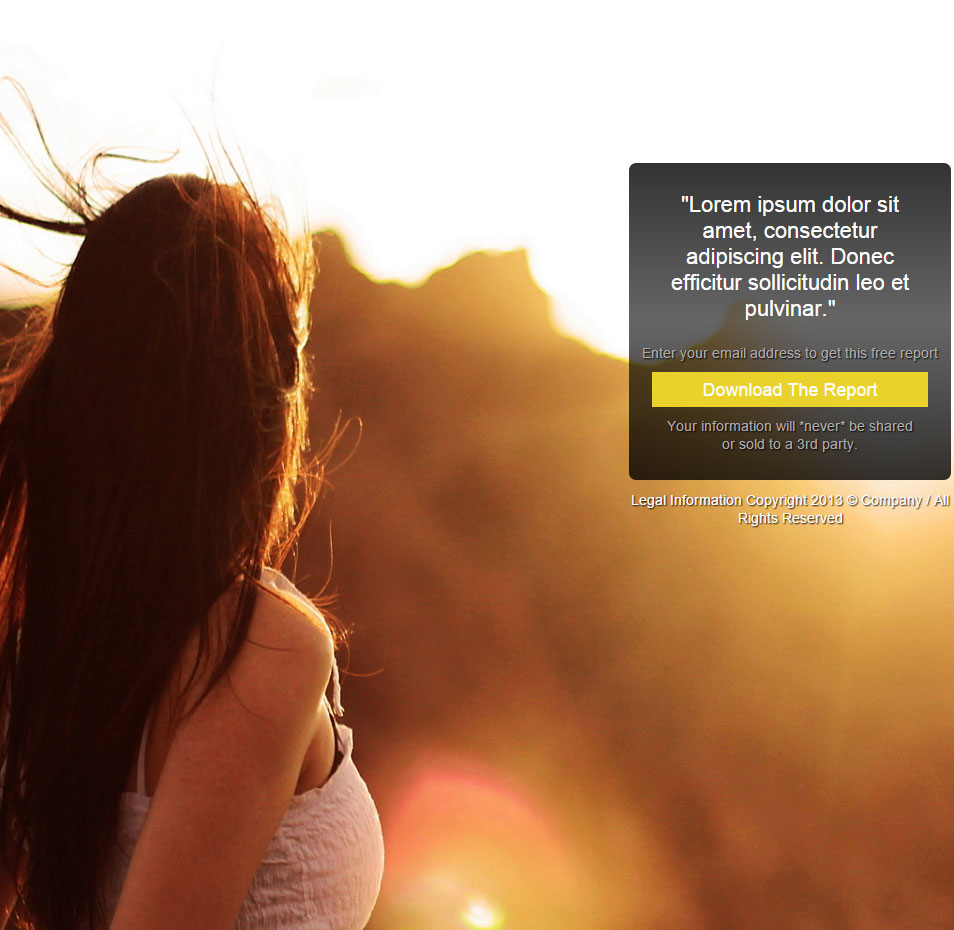 "Lorem ipsum dolor sit
amet, consectetur
adipiscing elit. Donec
efficitur sollicitudin leo et
pulvinar."
Enter your email address to get this free report
Download The Report
Your information will *never* be shared
or sold to a 3rd party.
Legal Information Copyright 2013 © Company / All
Rights Reserved